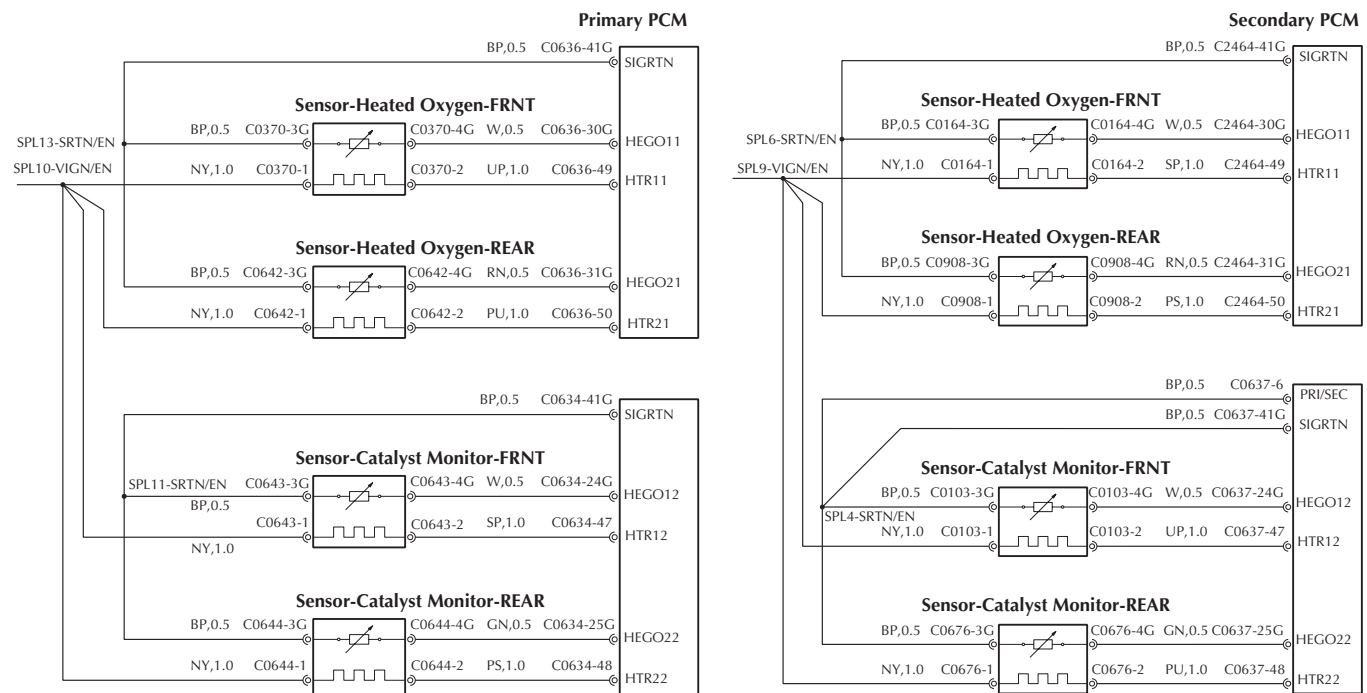 Primary PCM
BP,0.5 C0636-41G
SIGRTN
Sensor-Heated Oxygen-FRNT
SPL13-SRTN/EN
BP,0.5 C0370-3G C0370-4G W,0.5 C0636-30G
HEGO11
SPL10-VIGN/EN
NY,1.0 C0370-1 C0370-2 UP,1.0 C0636-49
HTR11
Sensor-Heated Oxygen-REAR
BP,0.5 C0642-3G C0642-4G RN,0.5 C0636-31G
HEGO21
NY,1.0 C0642-1 C0642-2 PU,1.0 C0636-50
HTR21
BP,0.5 C0634-41G
SIGRTN
Sensor-Catalyst Monitor-FRNT
SPL11-SRTN/EN C0643-3G C0643-4G W,0.5 C0634-24G
BP,0.5
HEGO12
C0643-1 C0643-2 SP,1.0 C0634-47
NY,1.0
HTR12
Sensor-Catalyst Monitor-REAR
BP,0.5 C0644-3G C0644-4G GN,0.5 C0634-25G
HEGO22
NY,1.0 C0644-1 C0644-2 PS,1.0 C0634-48
HTR22
Secondary PCM
BP,0.5 C2464-41G
SIGRTN
Sensor-Heated Oxygen-FRNT
SPL6-SRTN/EN
BP,0.5 C0164-3G C0164-4G W,0.5 C2464-30G
HEGO11
SPL9-VIGN/EN
NY,1.0 C0164-1 C0164-2 SP,1.0 C2464-49
HTR11
Sensor-Heated Oxygen-REAR
BP,0.5 C0908-3G C0908-4G RN,0.5 C2464-31G
HEGO21
NY,1.0 C0908-1 C0908-2 PS,1.0 C2464-50
HTR21
BP,0.5 C0637-6
PRI/SEC
BP,0.5 C0637-41G
SIGRTN
Sensor-Catalyst Monitor-FRNT
BP,0.5 C0103-3G C0103-4G W,0.5 C0637-24G
HEGO12
SPL4-SRTN/EN
NY,1.0 C0103-1 C0103-2 UP,1.0 C0637-47
HTR12
Sensor-Catalyst Monitor-REAR
BP,0.5 C0676-3G C0676-4G GN,0.5 C0637-25G
HEGO22
NY,1.0 C0676-1 C0676-2 PU,1.0 C0637-48
HTR22